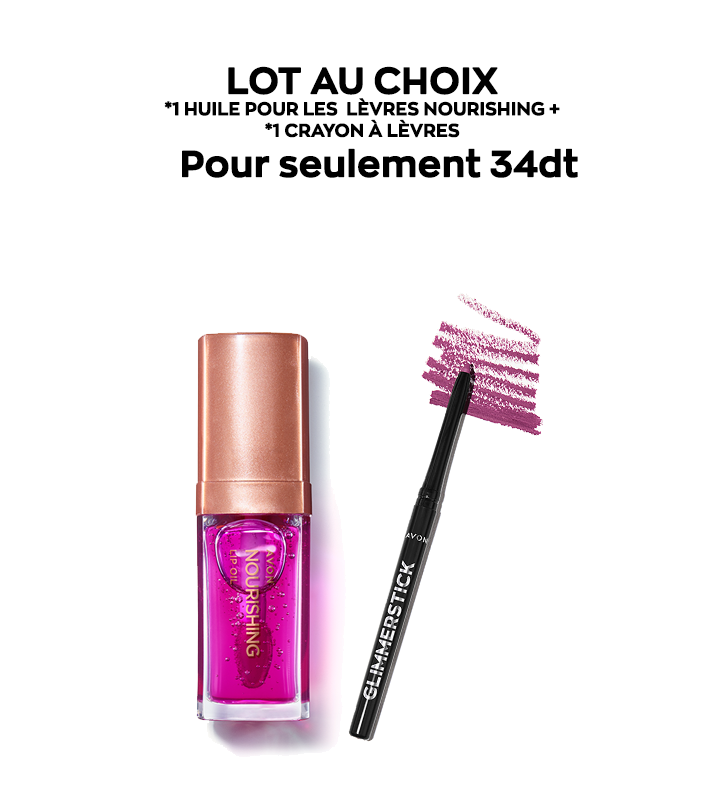 LOT AU CHOIX
*1 HUILE POUR LES LÈVRES NOURISHING +
*1 CRAYON À LÈVRES
Pour seulement 34dt
AVON
NOURISHING
LIP OIL
AVON
GLIMMERSTICK